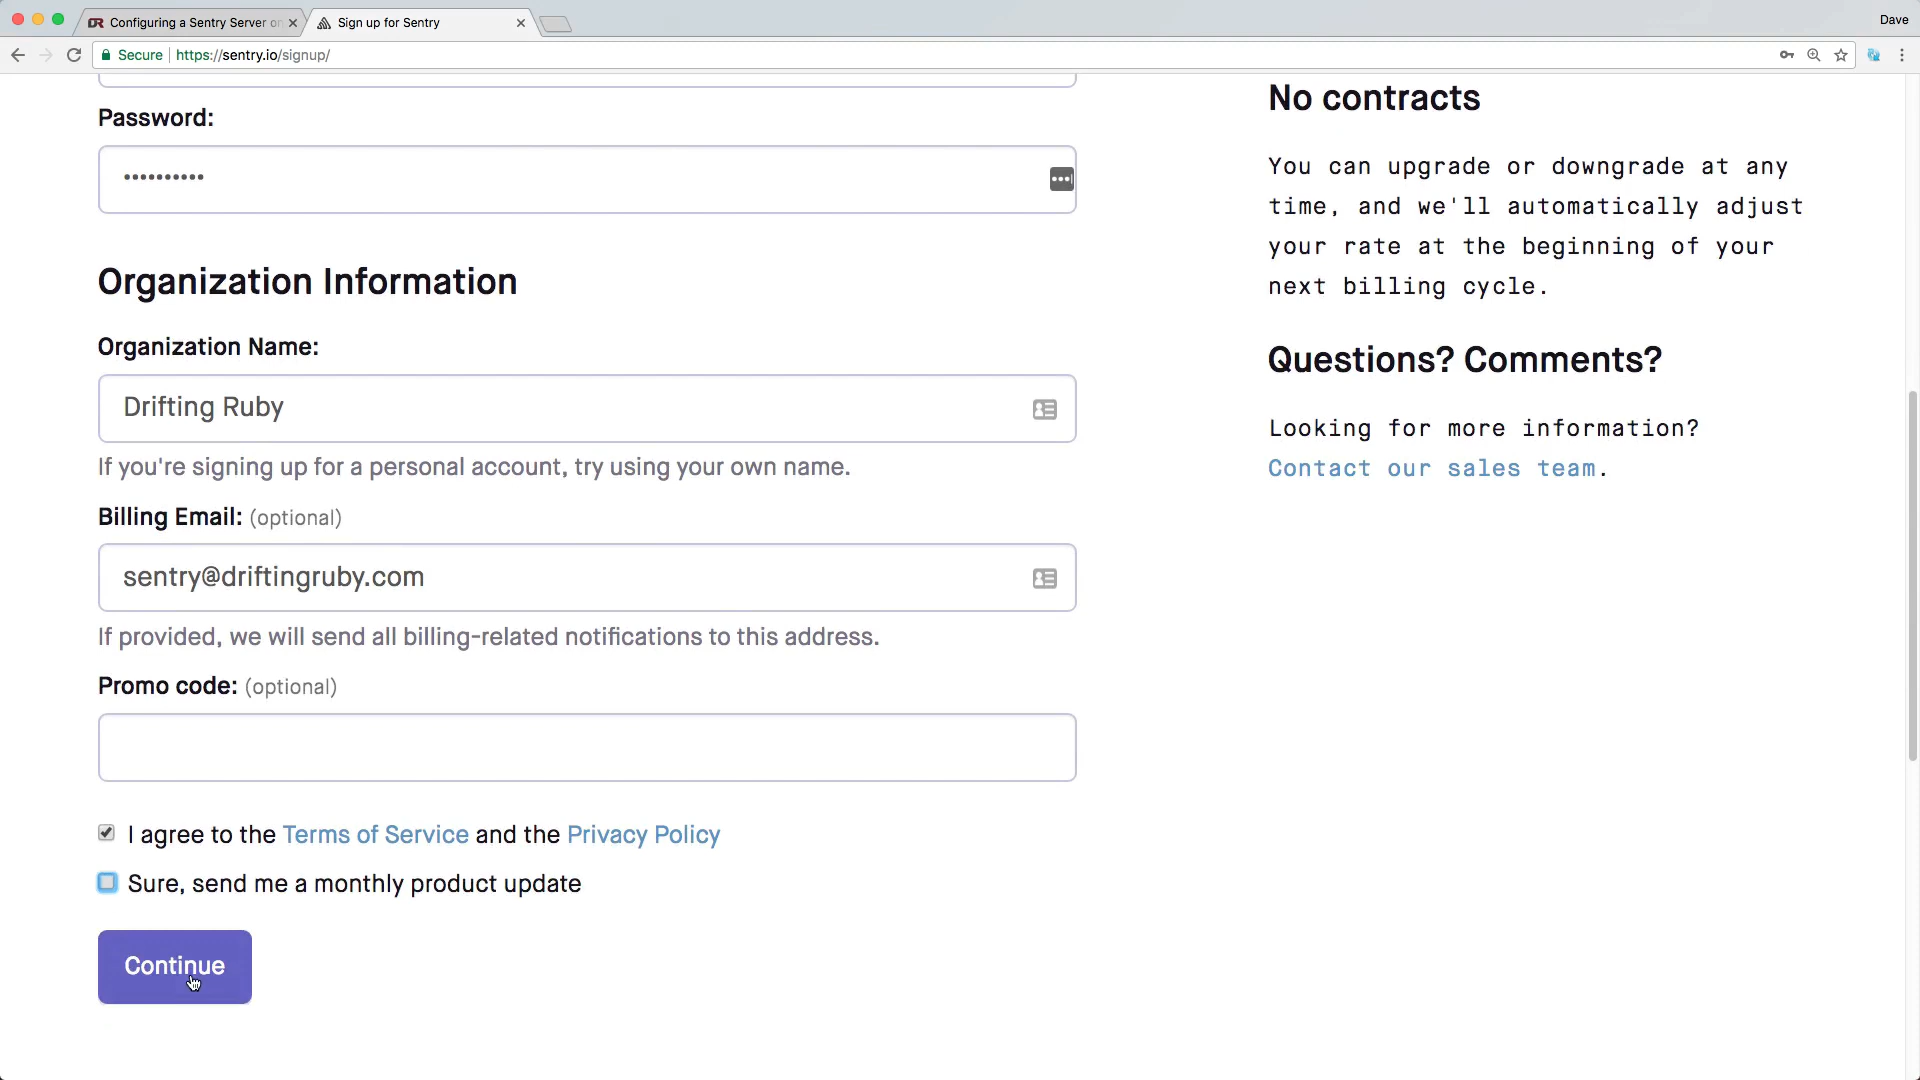 Configuring a Sentry Server on
Sign up for Sentry
Dave
Secure
https://sentry.io/signup/
Password:
••••••••••
Organization Information
Organization Name:
Drifting Ruby
If you're signing up for a personal account, try using your own name.
Billing Email: (optional)
sentry@driftingruby.com
If provided, we will send all billing-related notifications to this address.
Promo code: (optional)
I agree to the Terms of Service and the Privacy Policy
Sure, send me a monthly product update
Continue
No contracts
You can upgrade or downgrade at any
time, and we'll automatically adjust
your rate at the beginning of your
next billing cycle.
Questions? Comments?
Looking for more information?
Contact our sales team.